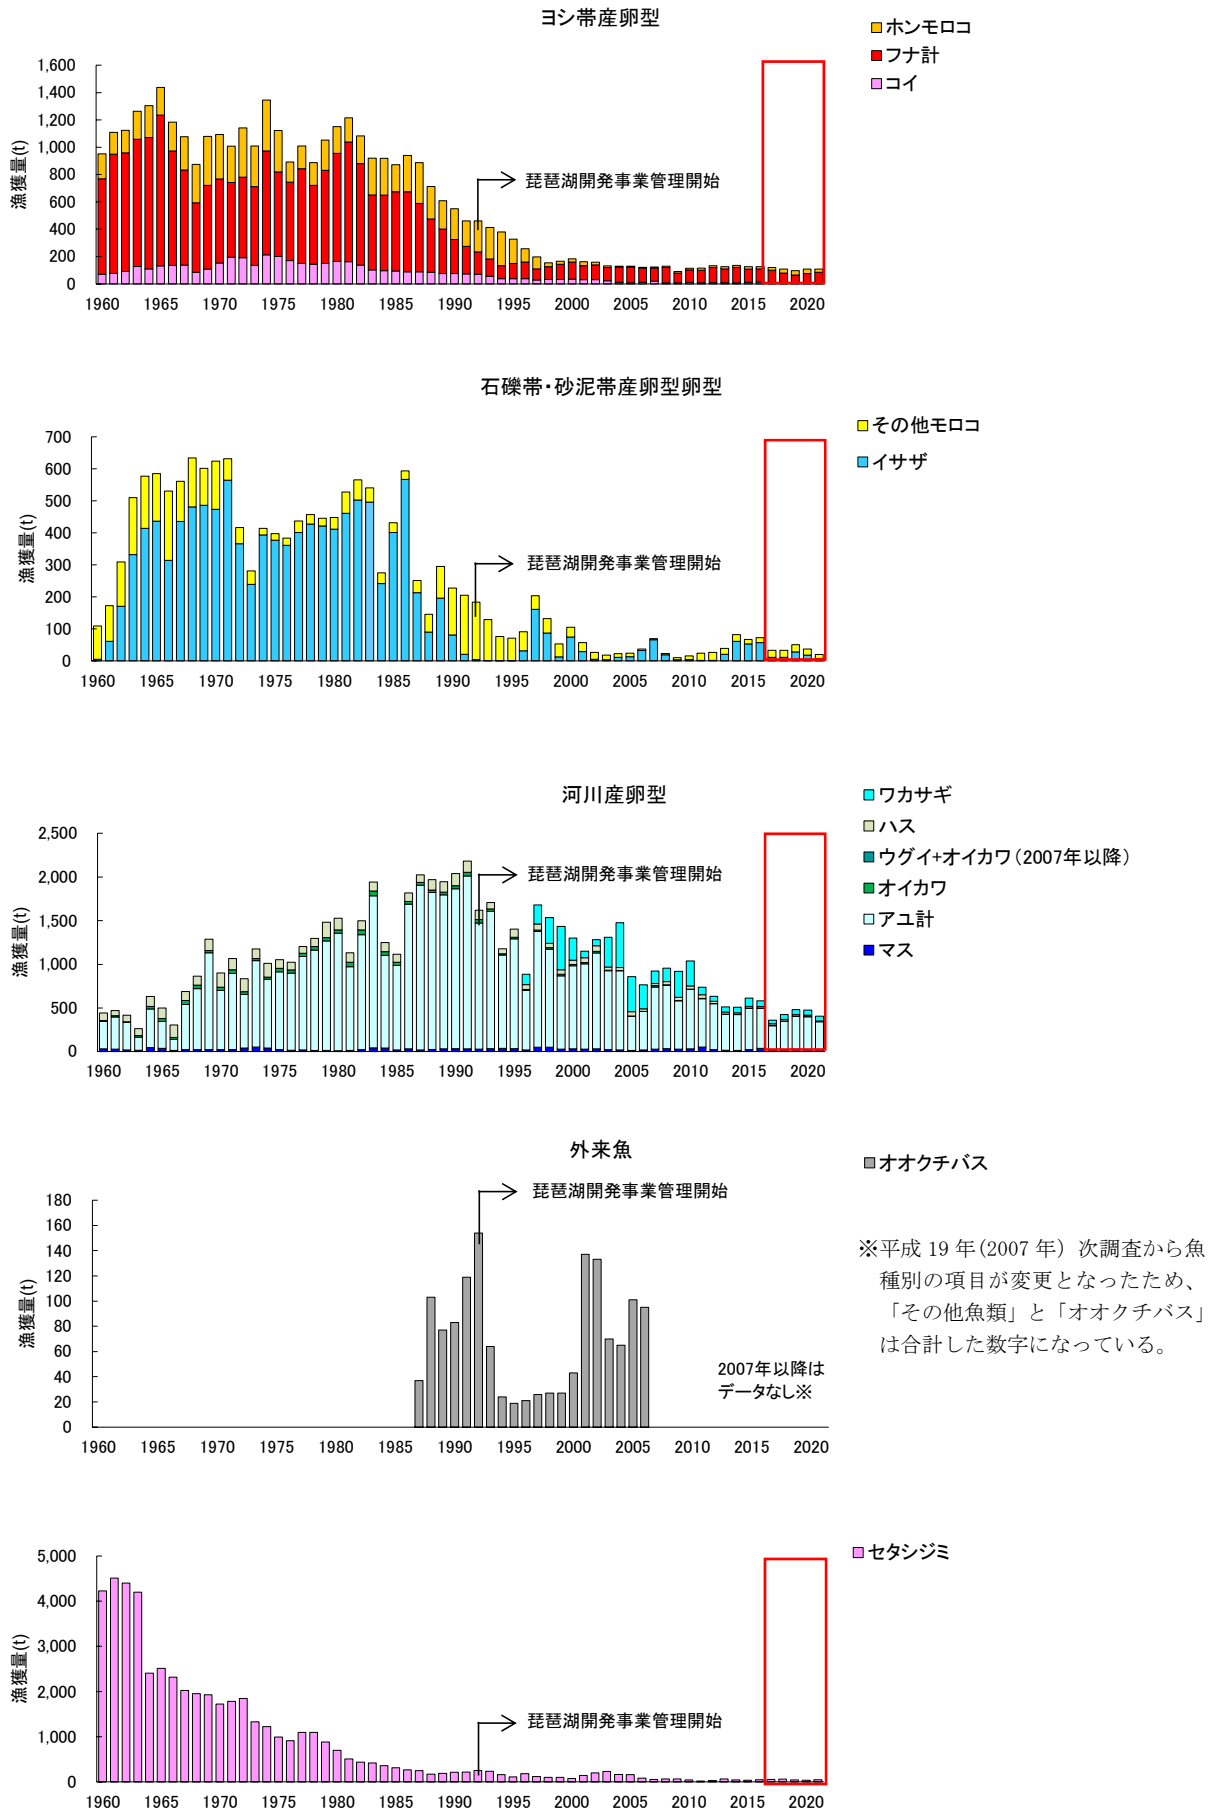 ヨシ帯産卵型
ホンモロコ
フナ計
コイ
漁獲量(t)
1,600
1,400
1,200
1,000
800
600
400
200
0
琵琶湖開発事業管理開始
1960 1965 1970 1975 1980 1985 1990 1995 2000 2005 2010 2015 2020
石礫帯・砂泥帯産卵型卵型
その他モロコ
イサザ
漁獲量(t)
700
600
500
400
300
200
100
0
琵琶湖開発事業管理開始
1960 1965 1970 1975 1980 1985 1990 1995 2000 2005 2010 2015 2020
河川産卵型
ワカサギ
ハス
ウグイ+オイカワ(2007年以降)
オイカワ
アユ計
マス
漁獲量(t)
2,500
2,000
1,500
1,000
500
0
琵琶湖開発事業管理開始
1960 1965 1970 1975 1980 1985 1990 1995 2000 2005 2010 2015 2020
外来魚
オオクチバス
漁獲量(t)
180
160
140
120
100
80
60
40
20
0
琵琶湖開発事業管理開始
2007年以降は
データなし※
1960 1965 1970 1975 1980 1985 1990 1995 2000 2005 2010 2015 2020
※平成 19 年(2007 年) 次調査から魚
種別の項目が変更となったため、
「その他魚類」と「オオクチバス」
は合計した数字になっている。
セタシジミ
漁獲量(t)
5,000
4,000
3,000
2,000
1,000
0
琵琶湖開発事業管理開始
1960 1965 1970 1975 1980 1985 1990 1995 2000 2005 2010 2015 2020